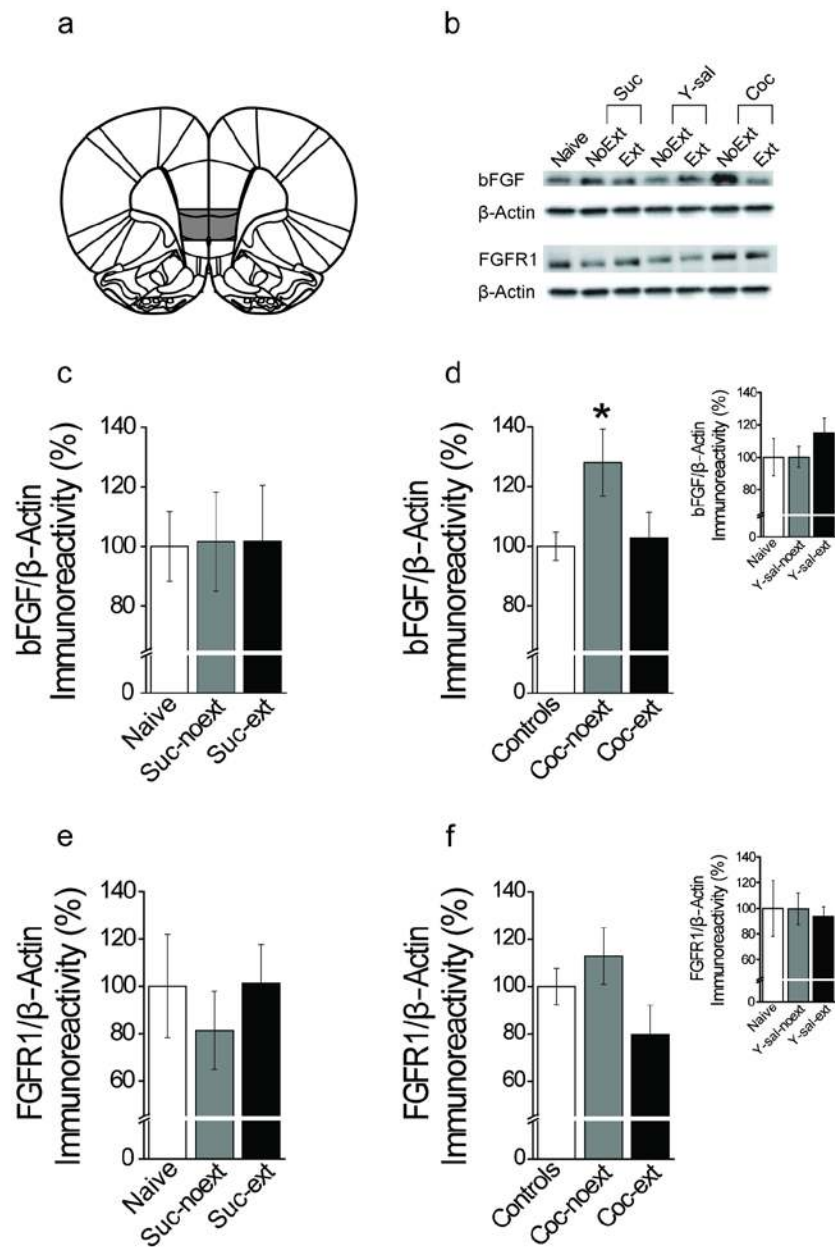 a
b
Suc
Y-sal
Coc
Naive
NoExt
Ext
NoExt
Ext
NoExt
Ext
bFGF
β-Actin
FGFR1
β-Actin
c
bFGF/β-Actin
Immunoreactivity (%)
140
120
100
80
0
Naive
Suc-noext
Suc-ext
d
bFGF/β-Actin
Immunoreactivity (%)
140
120
100
80
0
*
Controls
Coc-noext
Coc-ext
bFGF/β-Actin
Immunoreactivity (%)
140
120
100
80
60
0
Naive
Y-sal-noext
Y-sal-ext
e
FGFR1/β-Actin
Immunoreactivity (%)
140
120
100
80
60
0
Naive
Suc-noext
Suc-ext
f
FGFR1/β-Actin
Immunoreactivity (%)
140
120
100
80
60
0
Controls
Coc-noext
Coc-ext
FGFR1/β-Actin
Immunoreactivity (%)
140
120
100
80
60
0
Naive
Y-sal-noext
Y-sal-ext